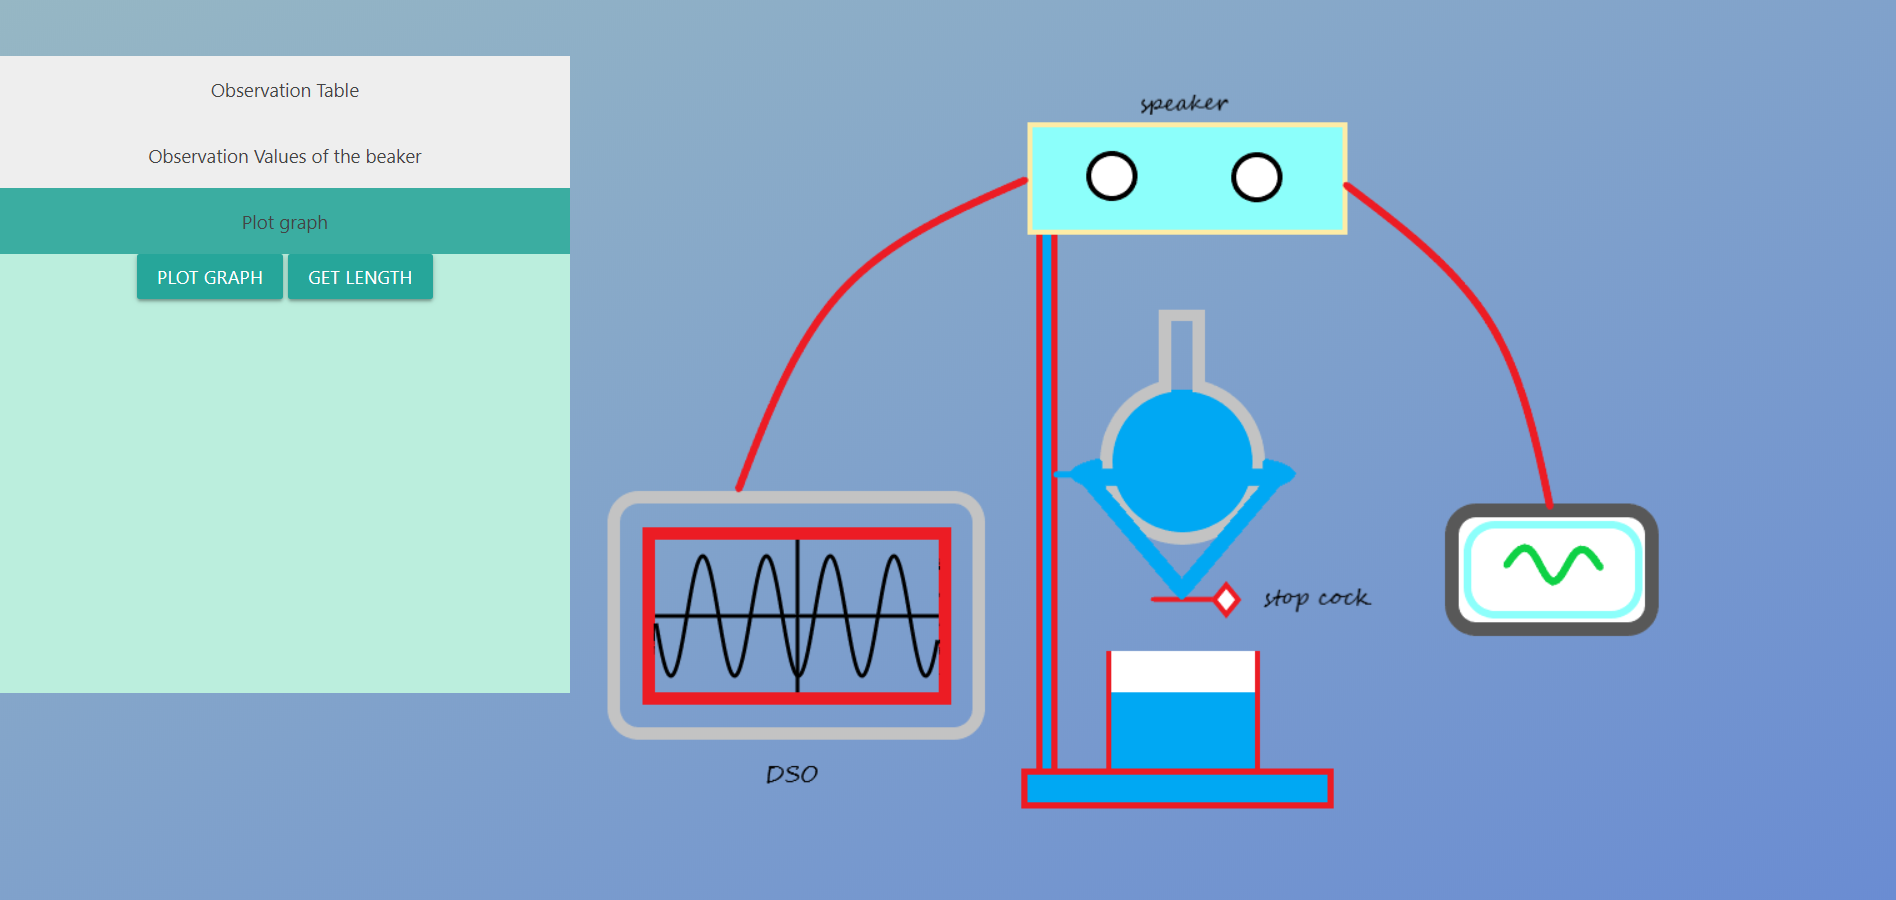 Observation Table
Observation Values of the beaker
Plot graph
PLOT GRAPH
GET LENGTH
speaker
stop cock
DSO